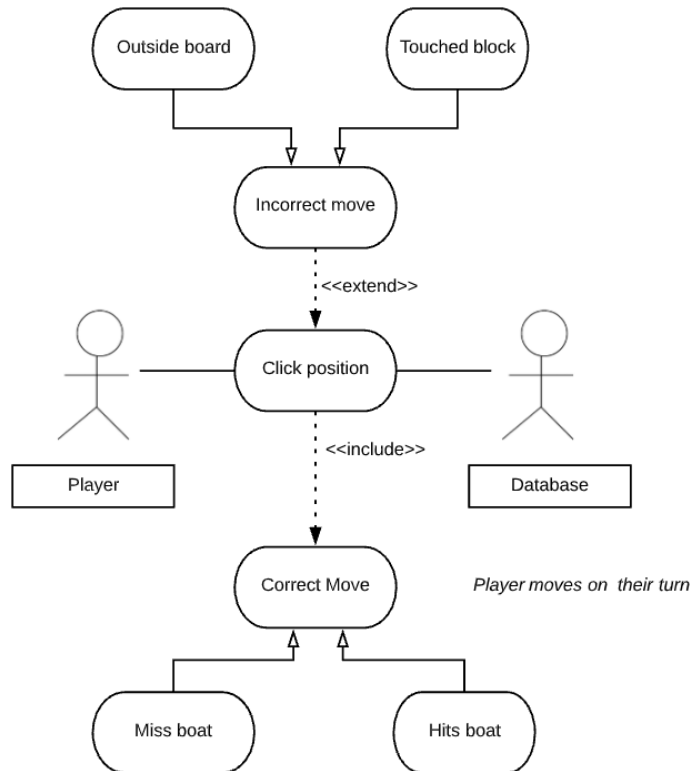 Outside board
Touched block
Incorrect move
<<extend>>
Click position
<<include>>
Player
Database
Correct Move
Player moves on  their turn
Miss boat
Hits boat